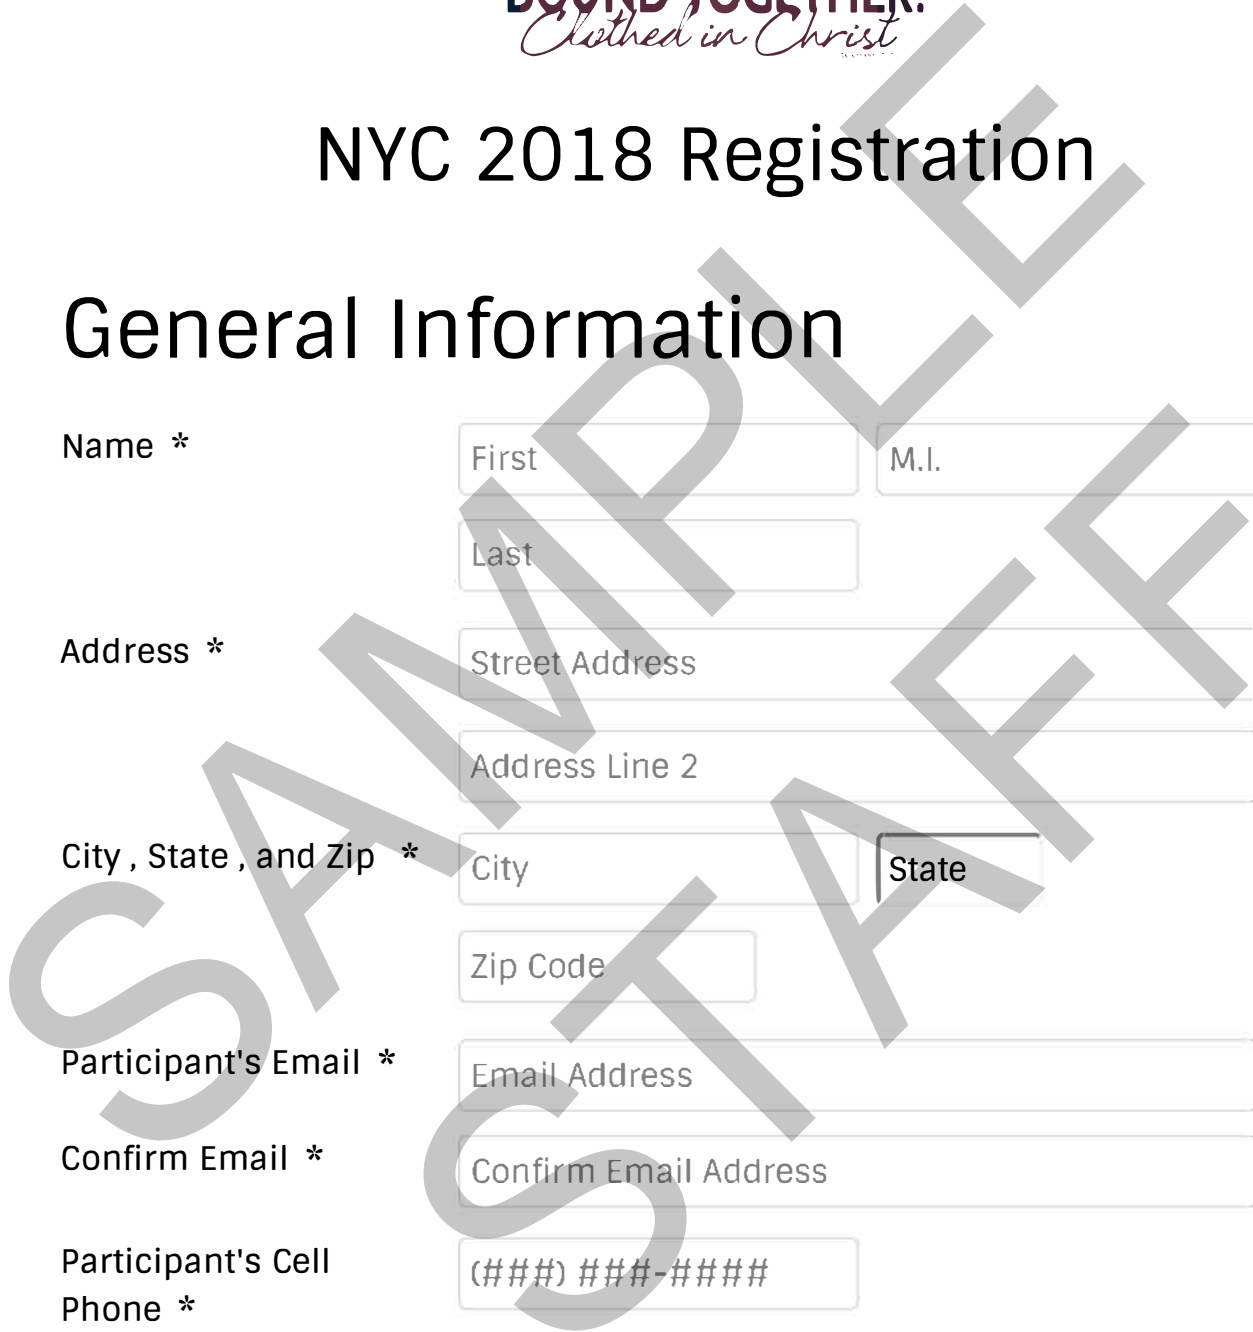 BOUND TOGETHER:
Clothed in Christ
NYC 2018 Registration
General Information
Name *
First
M.I.
Last
Address *
Street Address
Address Line 2
City , State , and Zip *
City
State
Zip Code
Participant's Email *
Email Address
Confirm Email *
Confirm Email Address
Participant's Cell
Phone *
(###) ###-####
SAMPLE
STAFF